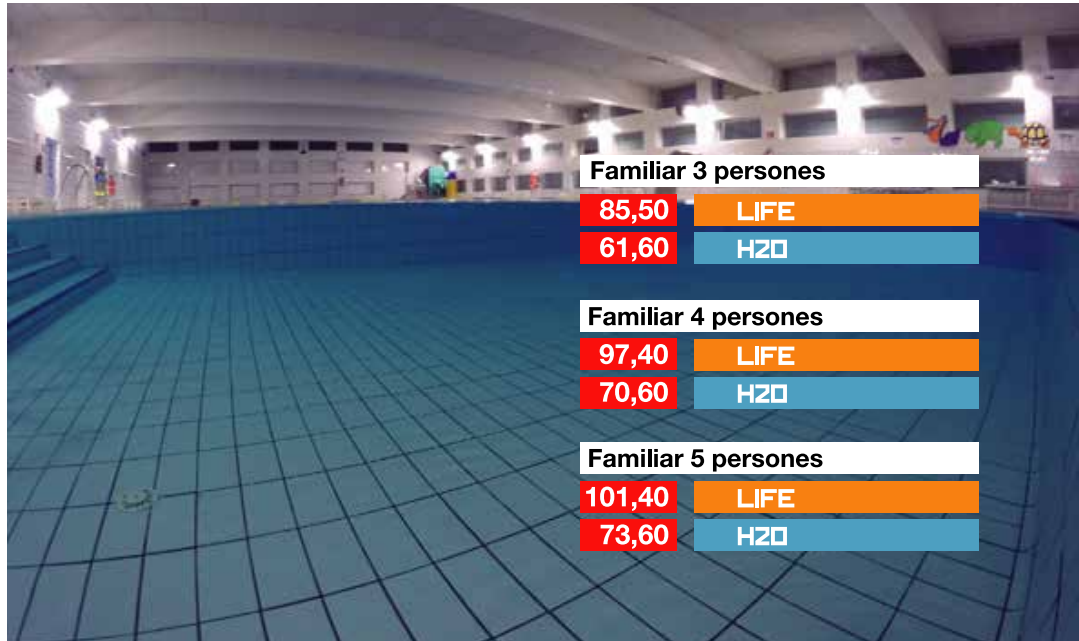 Familiar 3 persones
85,50 LIFE
61,60 H2O
Familiar 4 persones
97,40 LIFE
70,60 H2O
Familiar 5 persones
101,40 LIFE
73,60 H2O